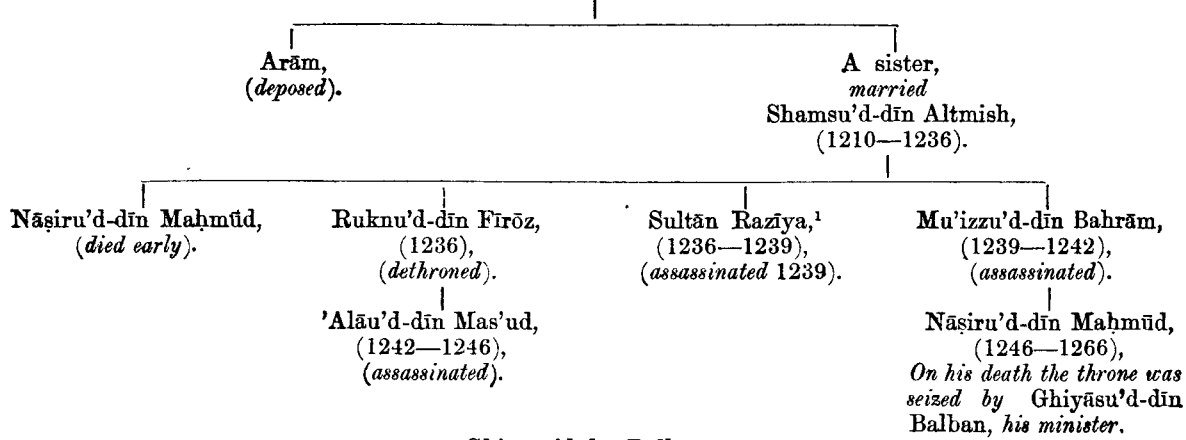 Arām,
(deposed).
A sister,
married
Shamsu'd-dīn Altmish,
(1210—1236).
Nāṣiru'd-dīn Maḥmūd,
(died early).
Ruknu'd-dīn Fīrōz,
(1236),
(dethroned).
'Alāu'd-dīn Mas'ud,
(1242—1246),
(assassinated).
Sultān Razīya,¹
(1236—1239),
(assassinated 1239).
Mu'izzu'd-dīn Bahrām,
(1239—1242),
(assassinated).
Nāṣiru'd-dīn Maḥmūd,
(1246—1266),
On his death the throne was
seized by Ghiyāsu'd-dīn
Balban, his minister.